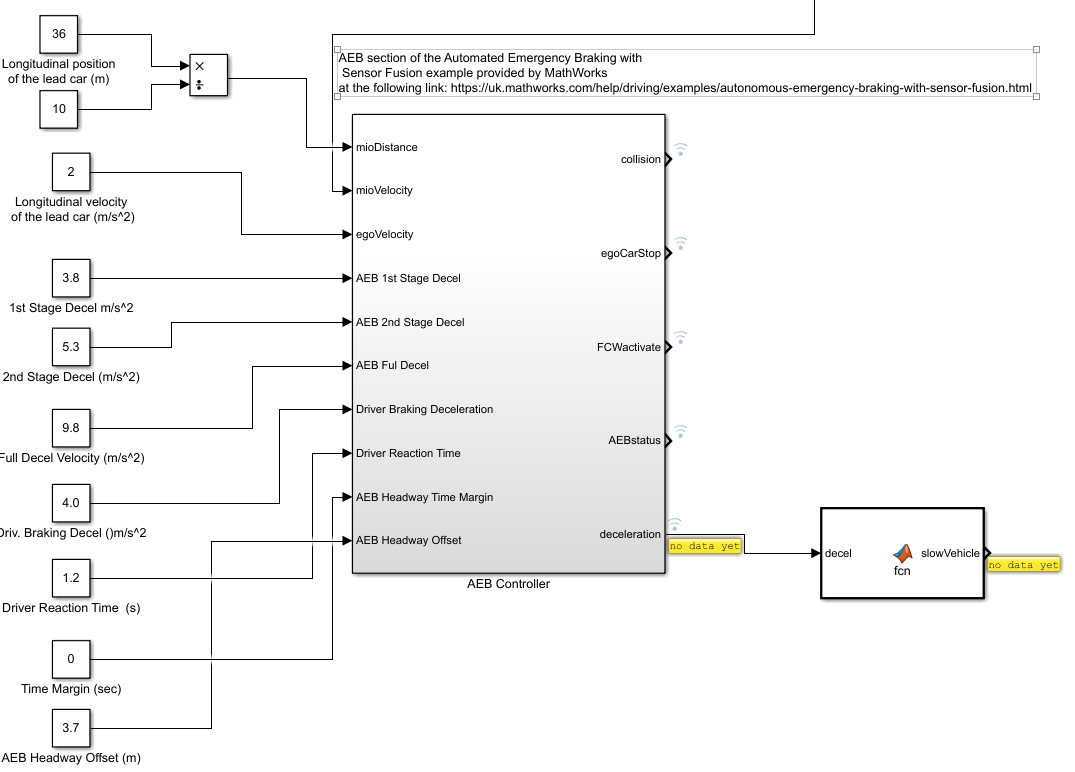 36
Longitudinal position
of the lead car (m)
10
×
÷
AEB section of the Automated Emergency Braking with
Sensor Fusion example provided by MathWorks
at the following link: https://uk.mathworks.com/help/driving/examples/autonomous-emergency-braking-with-sensor-fusion.html
2
Longitudinal velocity
of the lead car (m/s^2)
3.8
1st Stage Decel m/s^2
5.3
2nd Stage Decel (m/s^2)
9.8
Full Decel Velocity (m/s^2)
4.0
Driv. Braking Decel ()m/s^2
1.2
Driver Reaction Time (s)
0
Time Margin (sec)
3.7
AEB Headway Offset (m)
mioDistance
mioVelocity
egoVelocity
AEB 1st Stage Decel
AEB 2nd Stage Decel
AEB Ful Decel
Driver Braking Deceleration
Driver Reaction Time
AEB Headway Time Margin
AEB Headway Offset
collision
egoCarStop
FCWactivate
AEBstatus
deceleration
AEB Controller
no data yet
decel
fcn
slowVehicle
no data yet